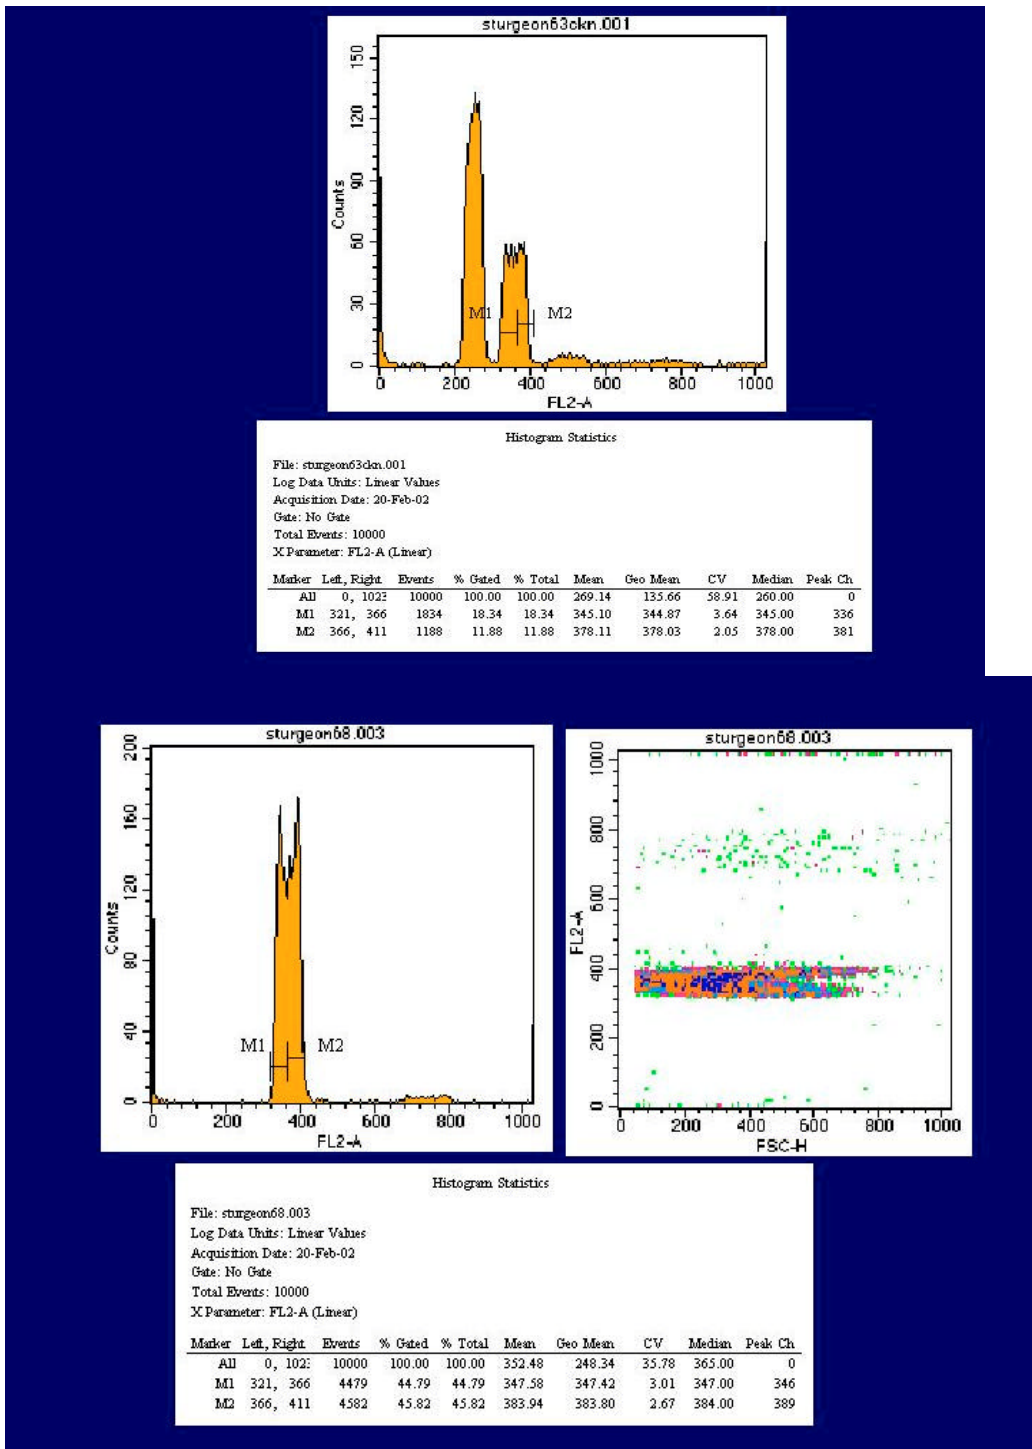 sturgeon63ckn.001
150
120
90
60
30
0
Counts
M1
M2
0 200 400 600 800 1000
FL2-A
Histogram Statistics
File: sturgeon63ckn.001
Log Data Units: Linear Values
Acquisition Date: 20-Feb-02
Gate: No Gate
Total Events: 10000
X Parameter: FL2-A (Linear)
Marker Left, Right Events % Gated % Total Mean Geo Mean CV Median Peak Ch
All 0, 1023 10000 100.00 100.00 269.14 135.66 58.91 260.00 0
M1 321, 366 1834 18.34 18.34 345.10 344.87 3.64 345.00 336
M2 366, 411 1188 11.88 11.88 378.11 378.03 2.05 378.00 381
sturgeon68.003
200
160
120
80
40
0
Counts
M1
M2
0 200 400 600 800 1000
FL2-A
sturgeon68.003
1000
800
600
400
200
0
FL2-A
0 200 400 600 800 1000
FSC-H
Histogram Statistics
File: sturgeon68.003
Log Data Units: Linear Values
Acquisition Date: 20-Feb-02
Gate: No Gate
Total Events: 10000
X Parameter: FL2-A (Linear)
Marker Left, Right Events % Gated % Total Mean Geo Mean CV Median Peak Ch
All 0, 1023 10000 100.00 100.00 352.48 248.34 35.78 365.00 0
M1 321, 366 4479 44.79 44.79 347.58 347.42 3.01 347.00 346
M2 366, 411 4582 45.82 45.82 383.94 383.80 2.67 384.00 389